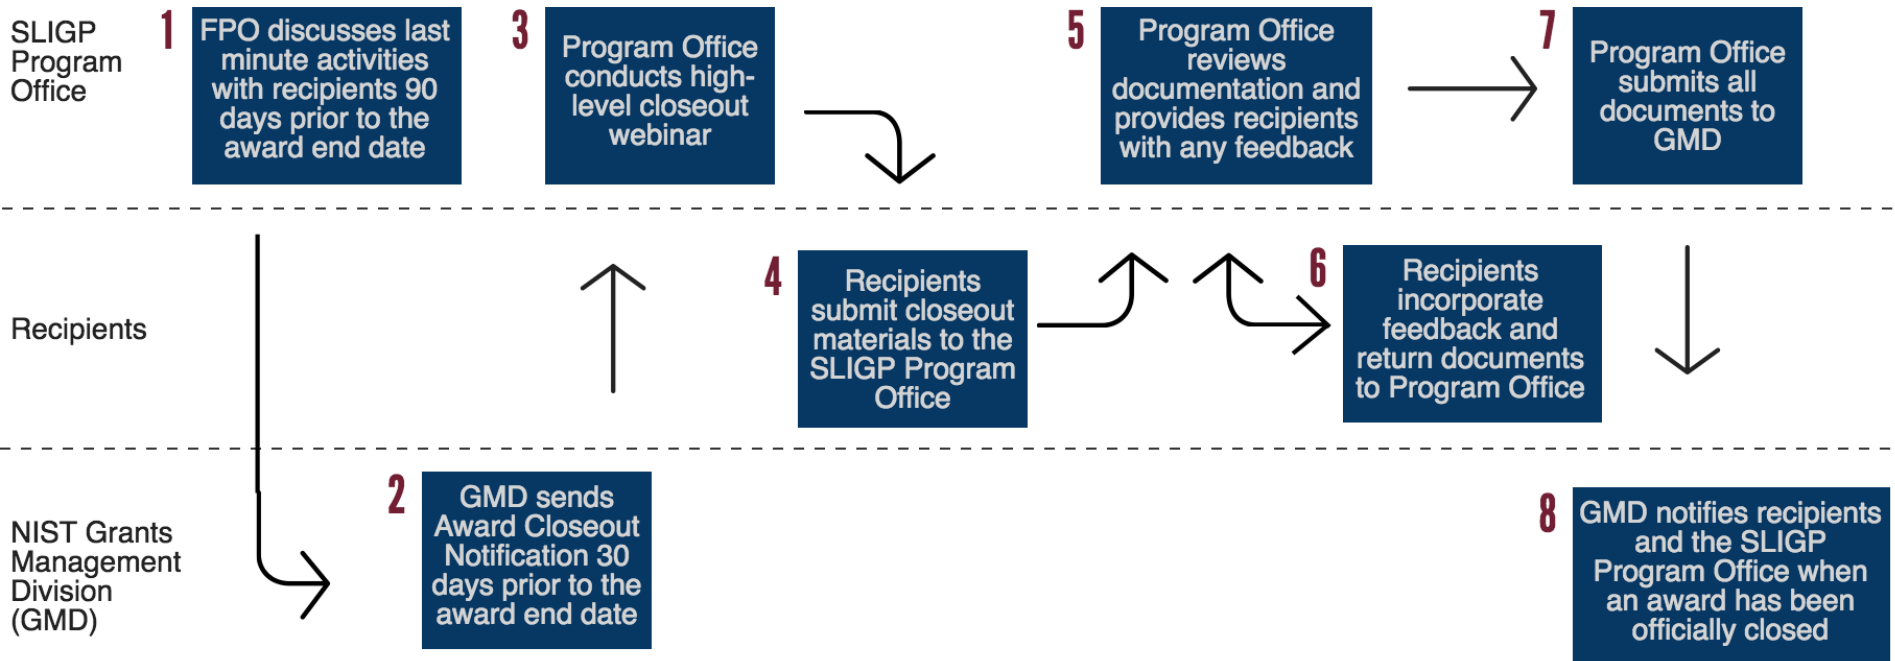 SLIGP
Program
Office
1
FPO discusses last
minute activities
with recipients 90
days prior to the
award end date
3
Program Office
conducts high-
level closeout
webinar
5
Program Office
reviews
documentation and
provides recipients
with any feedback
7
Program Office
submits all
documents to
GMD
Recipients
4
Recipients
submit closeout
materials to the
SLIGP Program
Office
6
Recipients
incorporate
feedback and
return documents
to Program Office
NIST Grants
Management
Division
(GMD)
2
GMD sends
Award Closeout
Notification 30
days prior to the
award end date
8
GMD notifies recipients
and the SLIGP
Program Office when
an award has been
officially closed